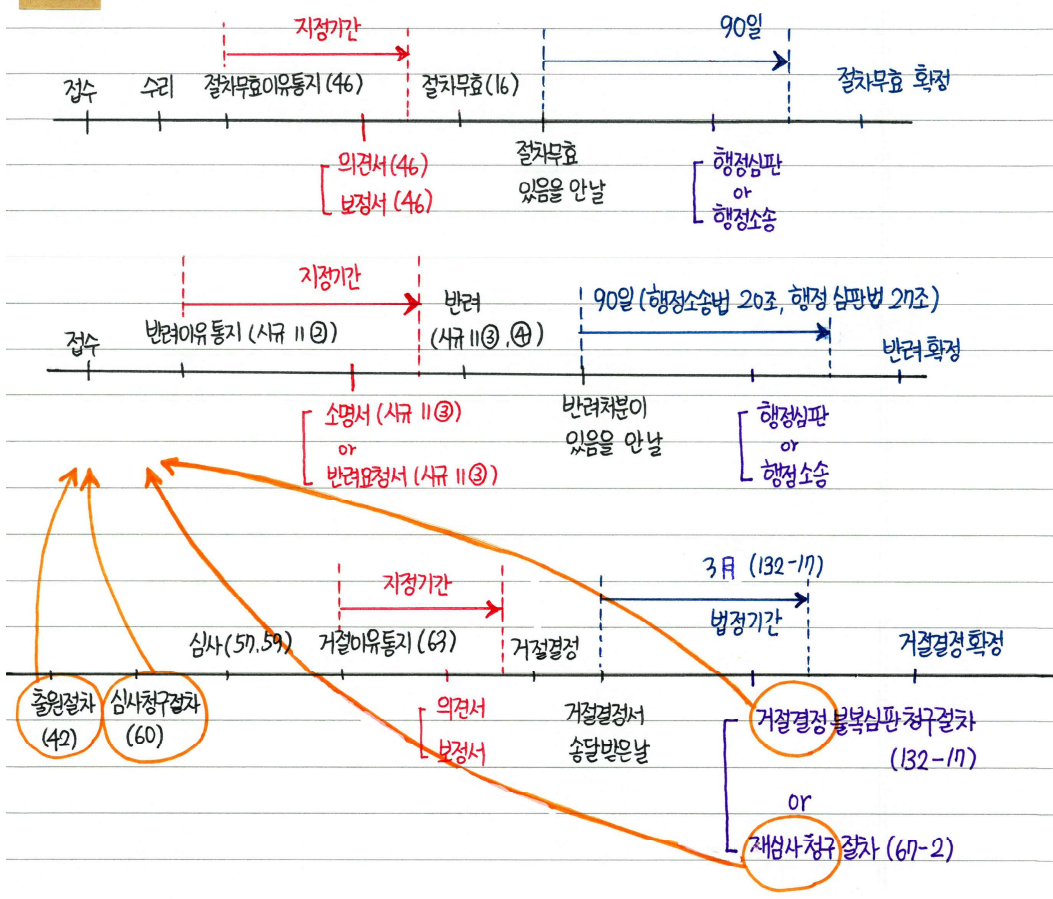 지정기간
90일
접수 수리 절차무효이유통지(46) 절차무효(16) 절차무효 확정
의견서(46)
보정서(46)
절차무효
있음을 안날
행정심판
or
행정소송
지정기간
반려
(시규 11③,④)
90일(행정소송법 20조, 행정심판법 27조)
접수 반려이유통지(시규 11②) 반려확정
소명서(시규 11③)
or
반려요청서(시규 11③)
반려처분이
있음을 안날
행정심판
or
행정소송
지정기간
3月 (132-17)
법정기간
심사(57,59) 거절이유통지(63) 거절결정 거절결정확정
출원절차
(42)
심사청구절차
(60)
의견서
보정서
거절결정서
송달받은날
거절결정불복심판 청구절차
(132-17)
or
재심사청구 절차(67-2)